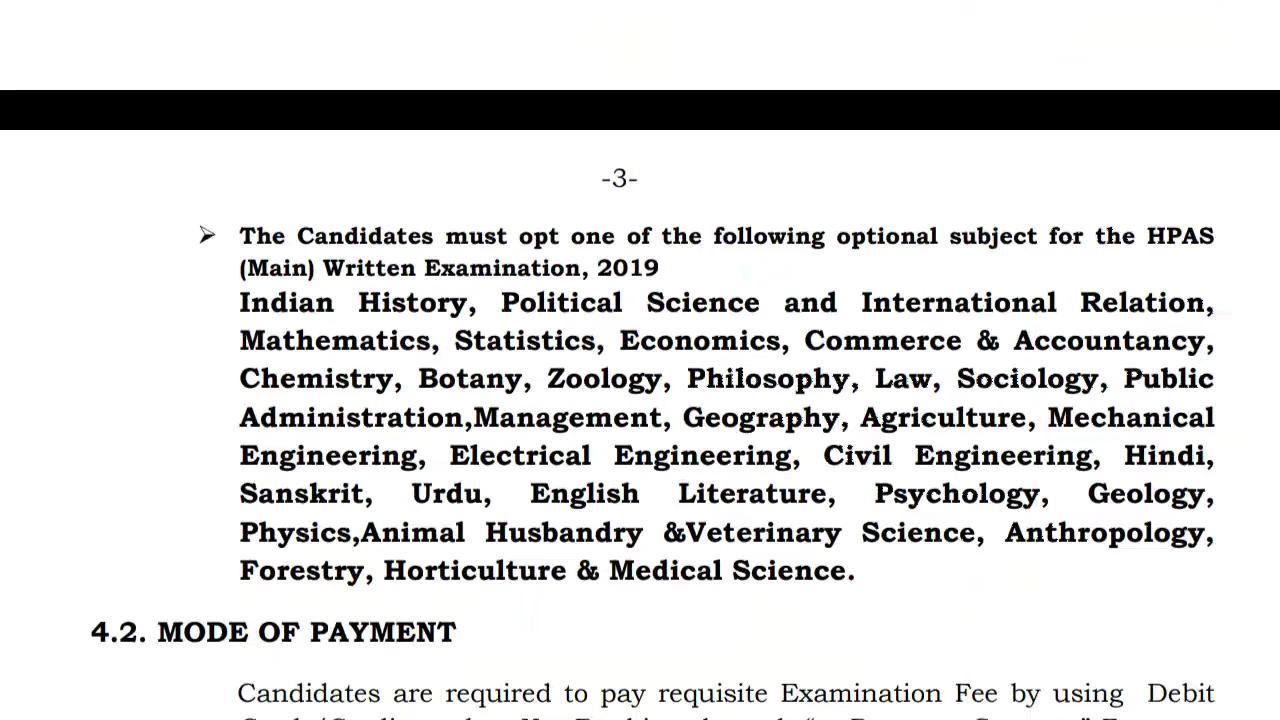 -3-
➢ The Candidates must opt one of the following optional subject for the HPAS
(Main) Written Examination, 2019
Indian History, Political Science and International Relation,
Mathematics, Statistics, Economics, Commerce & Accountancy,
Chemistry, Botany, Zoology, Philosophy, Law, Sociology, Public
Administration,Management, Geography, Agriculture, Mechanical
Engineering, Electrical Engineering, Civil Engineering, Hindi,
Sanskrit, Urdu, English Literature, Psychology, Geology,
Physics,Animal Husbandry &Veterinary Science, Anthropology,
Forestry, Horticulture & Medical Science.
4.2. MODE OF PAYMENT
Candidates are required to pay requisite Examination Fee by using Debit